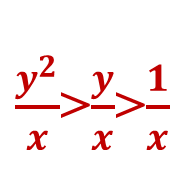 y²/x > y/x > 1/x